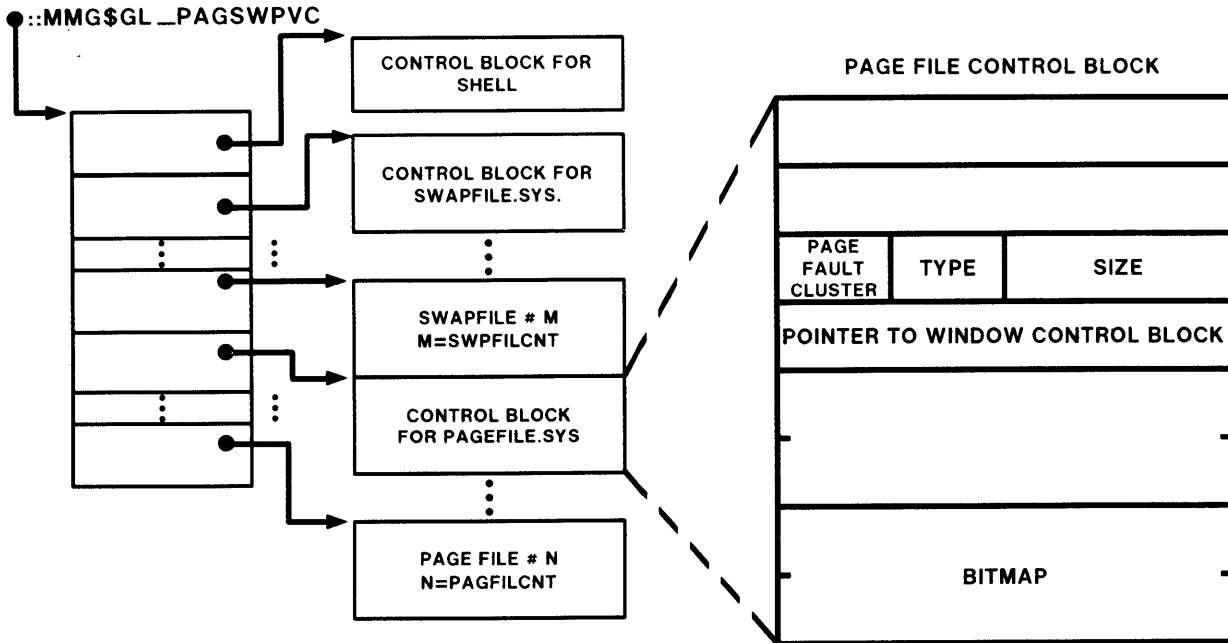 ::MMG$GL_PAGSWPVC
CONTROL BLOCK FOR
SHELL
CONTROL BLOCK FOR
SWAPFILE.SYS.
SWAPFILE # M
M=SWPFILCNT
CONTROL BLOCK
FOR PAGEFILE.SYS
PAGE FILE # N
N=PAGFILCNT
PAGE FILE CONTROL BLOCK
PAGE
FAULT
CLUSTER
TYPE
SIZE
POINTER TO WINDOW CONTROL BLOCK
BITMAP